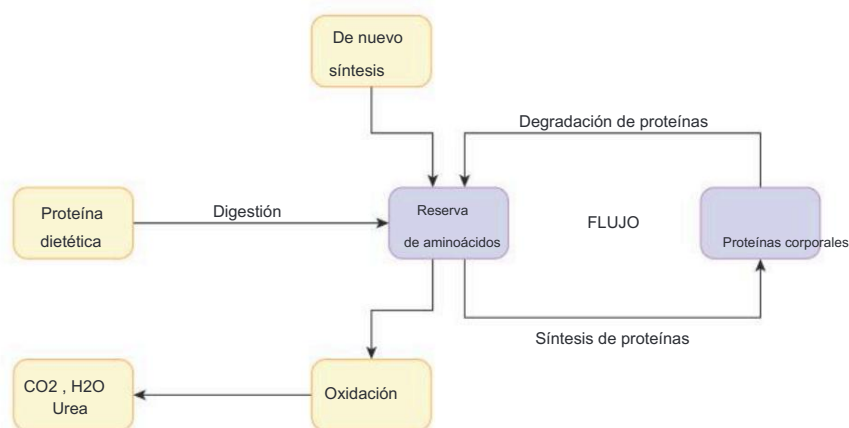 De nuevo
síntesis
Degradación de proteínas
Proteína
dietética
Digestión
Reserva
de aminoácidos
FLUJO
Proteínas corporales
Síntesis de proteínas
CO2 , H2O
Urea
Oxidación